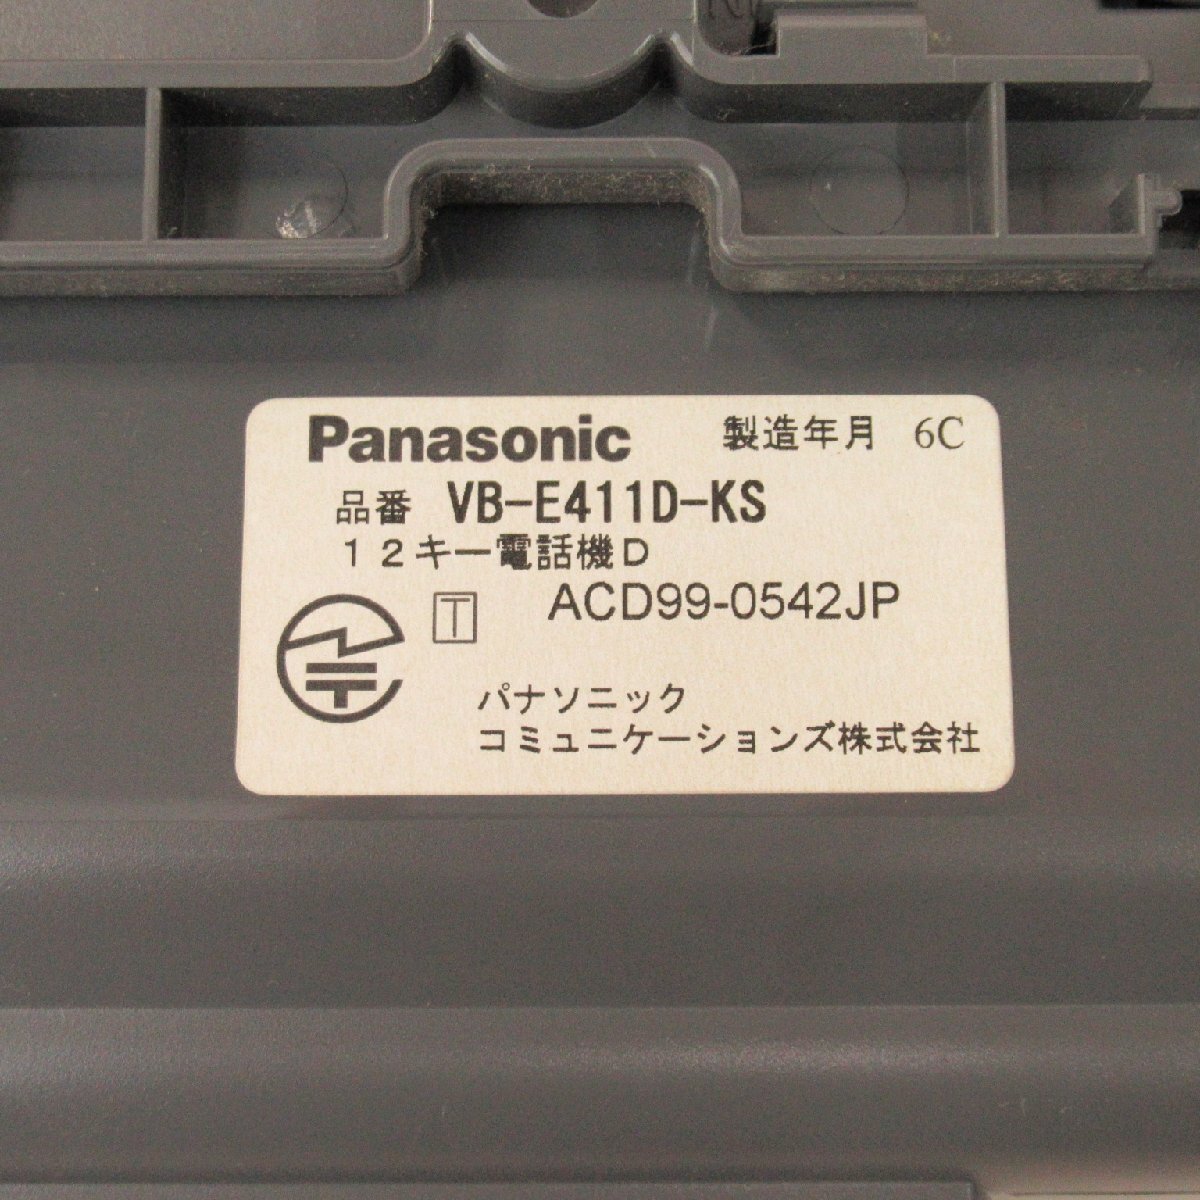 Panasonic 製造年月 6C
品番 VB-E411D-KS
12キー電話機D
T ACD99-0542JP
パナソニック
コミュニケーションズ株式会社